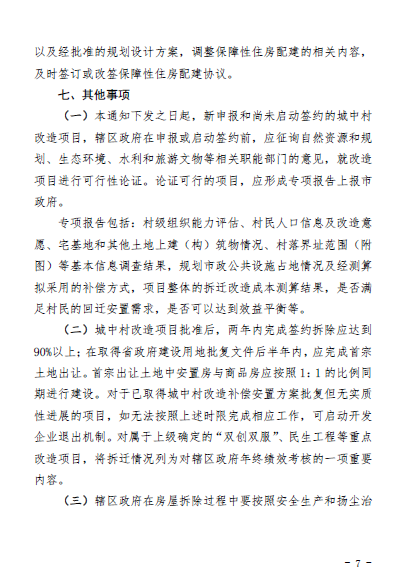 以及经批准的规划设计方案，调整保障性住房配建的相关内容，
及时签订或改签保障性住房配建协议。
七、其他事项
（一）本通知下发之日起，新申报和尚未启动签约的城中村
改造项目，辖区政府在申报或启动签约前，应征询自然资源和规
划、生态环境、水利和旅游文物等相关职能部门的意见，就改造
项目进行可行性论证。论证可行的项目，应形成专项报告上报市
政府。
专项报告包括：村级组织能力评估、村民人口信息及改造意
愿、宅基地和其他土地上建（构）筑物情况、村落界址范围（附
图）等基本信息调查结果，规划市政公共设施占地情况及经测算
拟采用的补偿方式，项目整体的拆迁改造成本测算结果，是否满
足村民的回迁安置需求，是否可以达到效益平衡等。
（二）城中村改造项目批准后，两年内完成签约拆除应达到
90%以上；在取得省政府建设用地批复文件后半年内，应完成首宗
土地出让。首宗出让土地中安置房与商品房应按照 1：1 的比例同
期进行建设。对于已取得城中村改造补偿安置方案批复但无实质
性进展的项目，如无法按照上述时限完成相应工作，可启动开发
企业退出机制。对属于上级确定的“双创双服”、民生工程等重点
改造项目，将拆迁情况列为对辖区政府年终绩效考核的一项重要
内容。
（三）辖区政府在房屋拆除过程中要按照安全生产和扬尘治
- 7 -